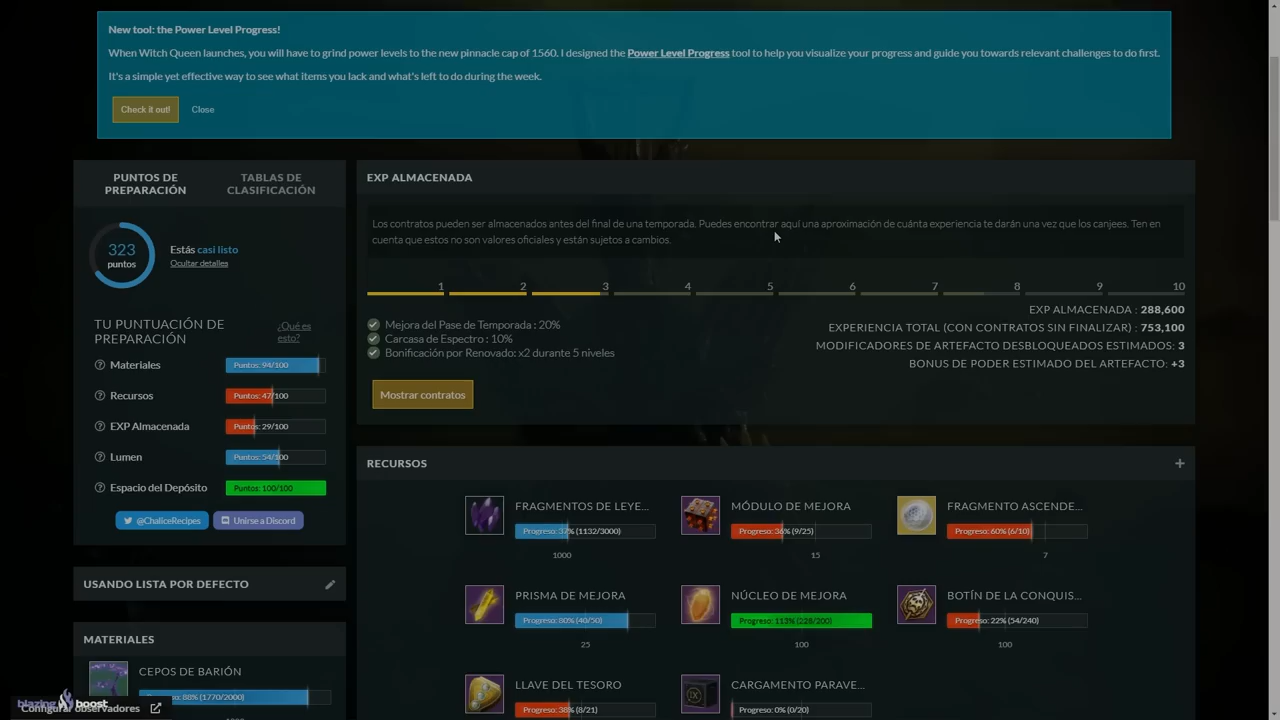 New tool: the Power Level Progress!
When Witch Queen launches, you will have to grind power levels to the new pinnacle cap of 1560. I designed the Power Level Progress tool to help you visualize your progress and guide you towards relevant challenges to do first.
It's a simple yet effective way to see what items you lack and what's left to do during the week.
Check it out!
Close
PUNTOS DE
PREPARACIÓN
TABLAS DE
CLASIFICACIÓN
323
puntos
Estás casi listo
Ocultar detalles
TU PUNTUACIÓN DE
PREPARACIÓN
¿Qué es
esto?
Materiales
Puntos: 94/100
Recursos
Puntos: 47/100
EXP Almacenada
Puntos: 29/100
Lumen
Puntos: 54/100
Espacio del Depósito
Puntos: 100/100
@ChaliceRecipes
Unirse a Discord
USANDO LISTA POR DEFECTO
MATERIALES
CEPOS DE BARIÓN
88% (1770/2000)
blazing boost
Configurar observadores
EXP ALMACENADA
Los contratos pueden ser almacenados antes del final de una temporada. Puedes encontrar aquí una aproximación de cuánta experiencia te darán una vez que los canjees. Ten en
cuenta que estos no son valores oficiales y están sujetos a cambios.
1 2 3 4 5 6 7 8 9 10
Mejora del Pase de Temporada : 20%
Carcasa de Espectro : 10%
Bonificación por Renovado: x2 durante 5 niveles
EXP ALMACENADA : 288,600
EXPERIENCIA TOTAL (CON CONTRATOS SIN FINALIZAR) : 753,100
MODIFICADORES DE ARTEFACTO DESBLOQUEADOS ESTIMADOS: 3
BONUS DE PODER ESTIMADO DEL ARTEFACTO: +3
Mostrar contratos
RECURSOS
FRAGMENTOS DE LEYE...
Progreso: 37% (1132/3000)
1000
MÓDULO DE MEJORA
Progreso: 36% (9/25)
15
FRAGMENTO ASCENDE...
Progreso: 60% (6/10)
7
PRISMA DE MEJORA
Progreso: 80% (40/50)
25
NÚCLEO DE MEJORA
Progreso: 113% (226/200)
100
BOTÍN DE LA CONQUIS...
Progreso: 22% (54/240)
100
LLAVE DEL TESORO
Progreso: 38% (8/21)
CARGAMENTO PARAVE...
Progreso: 0% (0/20)